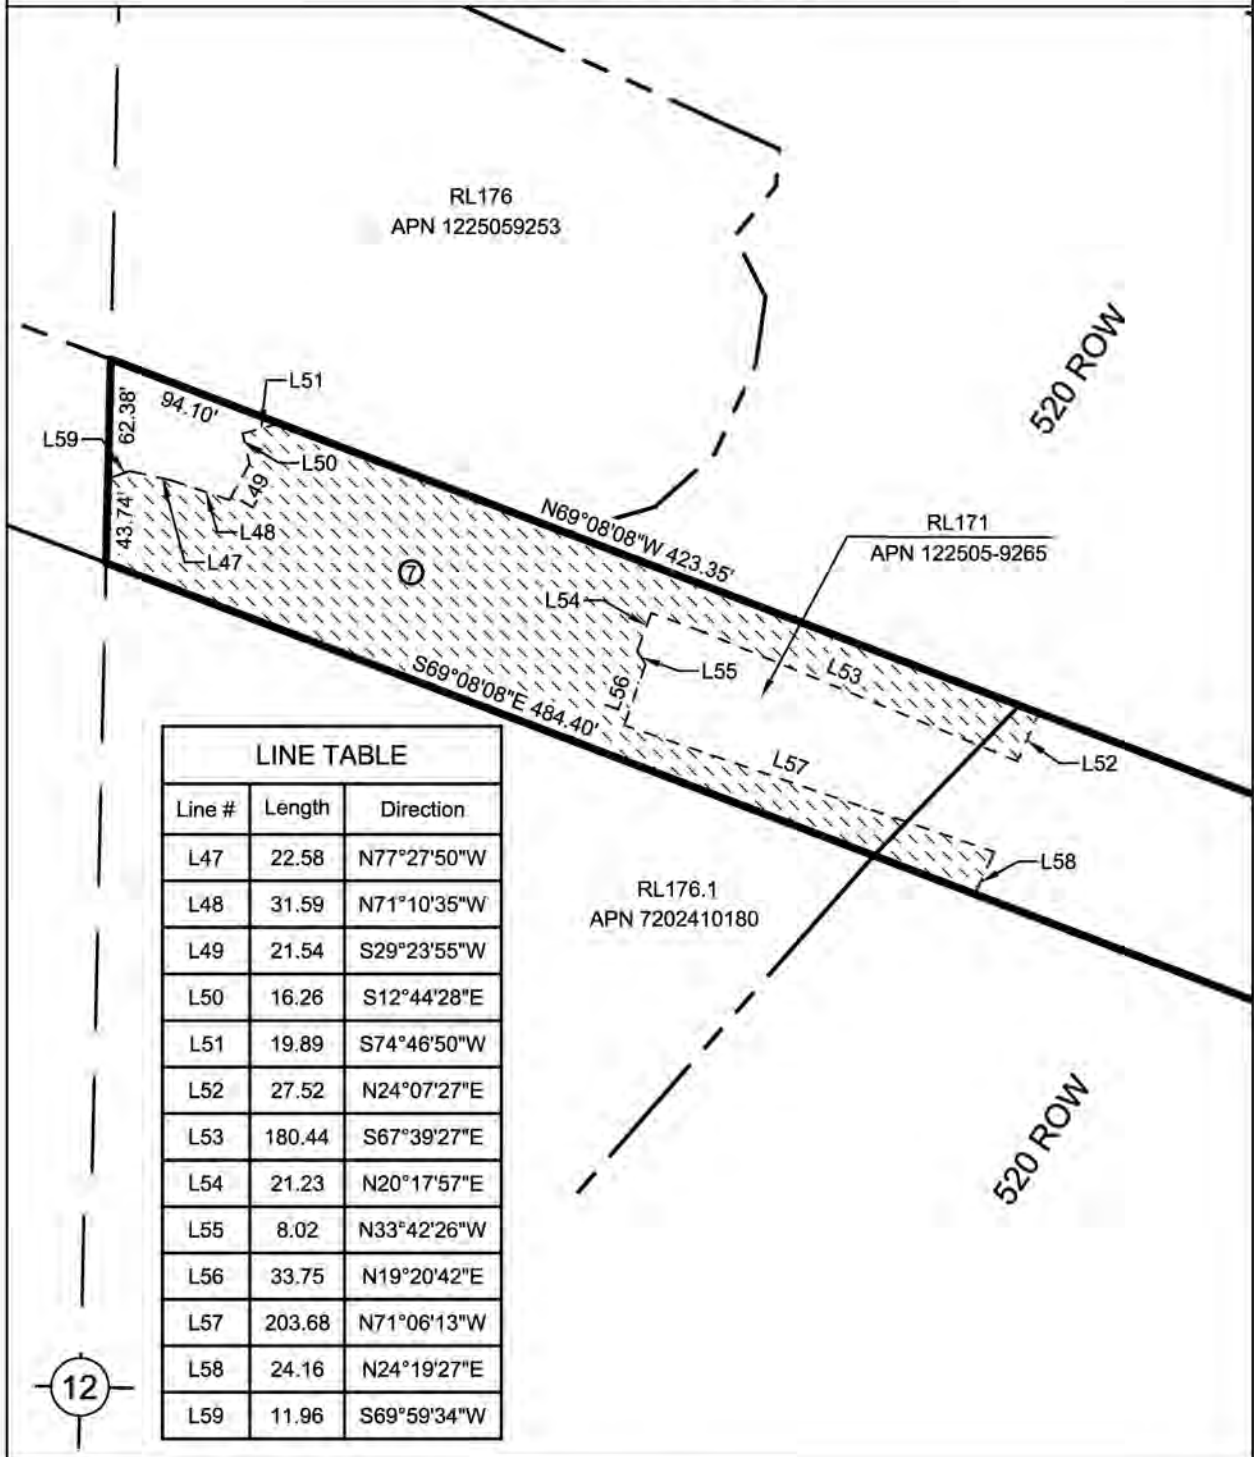 RL176
APN 1225059253
520 ROW
L51
94.10'
62.38'
L59
L50
L49
43.74'
L48
L47
N69°08'08"W 423.35'
RL171
APN 122505-9265
7
L54
L55
L53
L56
S69°08'08"E 484.40'
L57
L52
L58
RL176.1
APN 7202410180
520 ROW
LINE TABLE
Line # Length Direction
L47 22.58 N77°27'50"W
L48 31.59 N71°10'35"W
L49 21.54 S29°23'55"W
L50 16.26 S12°44'28"E
L51 19.89 S74°46'50"W
L52 27.52 N24°07'27"E
L53 180.44 S67°39'27"E
L54 21.23 N20°17'57"E
L55 8.02 N33°42'26"W
L56 33.75 N19°20'42"E
L57 203.68 N71°06'13"W
L58 24.16 N24°19'27"E
L59 11.96 S69°59'34"W
12